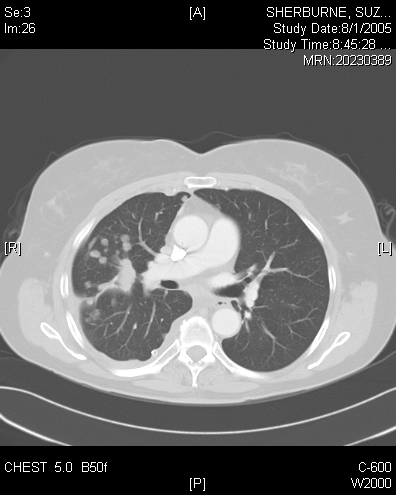 Se:3
Im:26
[A]
SHERBURNE, SUZ...
Study Date:8/1/2005
Study Time:8:45:28 ...
MRN:20230389
[R]
[L]
CHEST 5.0 B50f
[P]
C-600
W2000